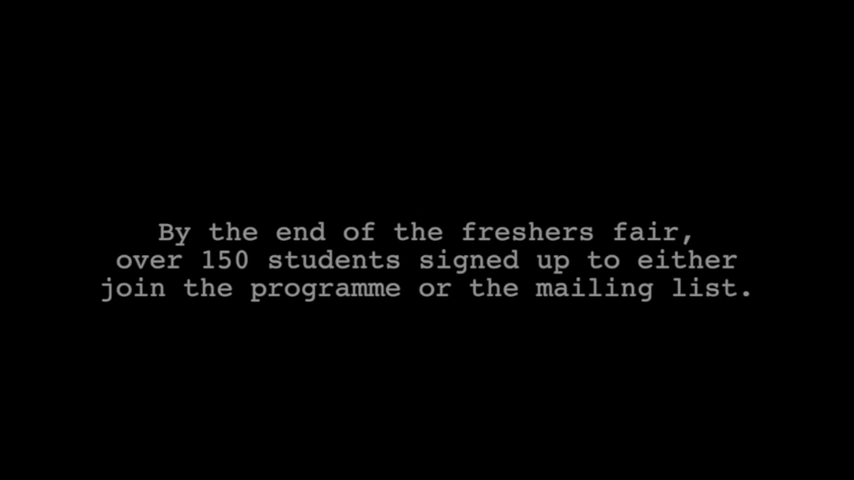 By the end of the freshers fair,
over 150 students signed up to either
join the programme or the mailing list.